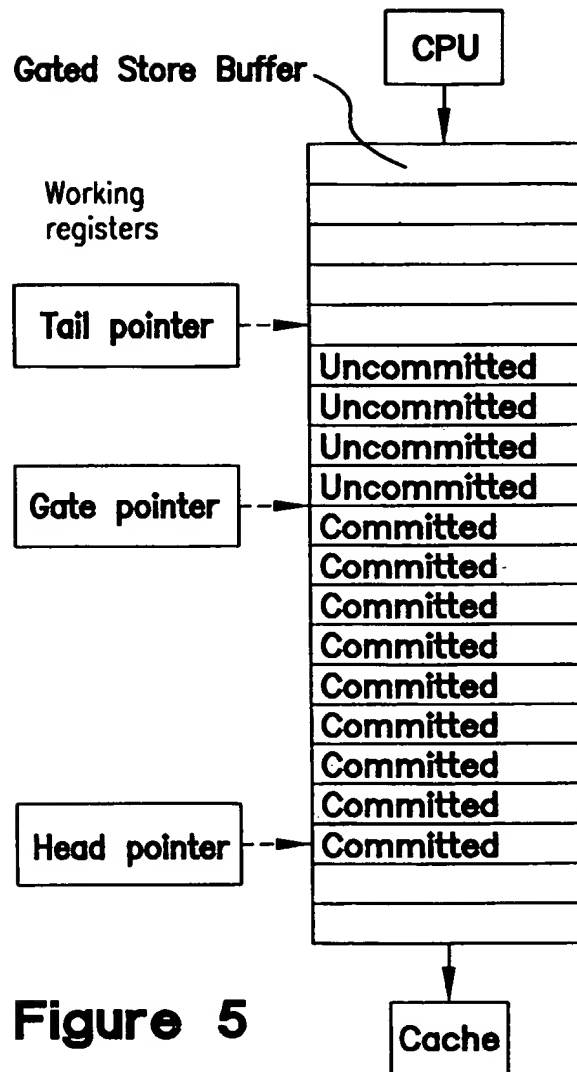 CPU
Gated Store Buffer
Working
registers
Tail pointer
Uncommitted
Uncommitted
Uncommitted
Uncommitted
Gate pointer
Committed
Committed
Committed
Committed
Committed
Committed
Committed
Committed
Head pointer
Committed
Figure 5
Cache